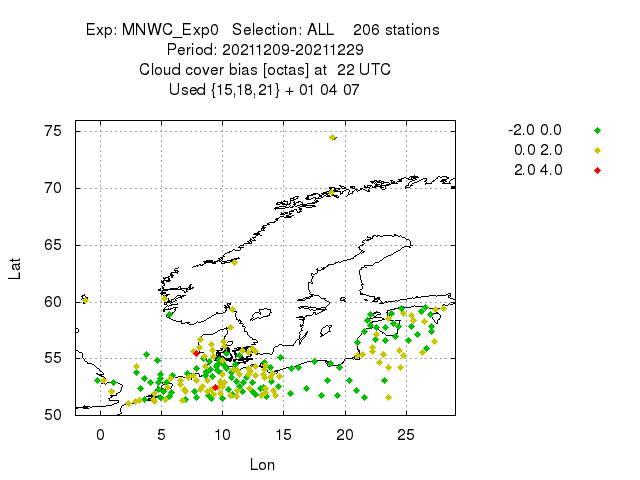 Exp: MNWC_Exp0   Selection: ALL    206 stations
Period: 20211209-20211229
Cloud cover bias [octas] at  22 UTC
Used {15,18,21} + 01 04 07
-2.0 0.0
0.0 2.0
2.0 4.0
75
70
65
60
55
50
Lat
0 5 10 15 20 25
Lon